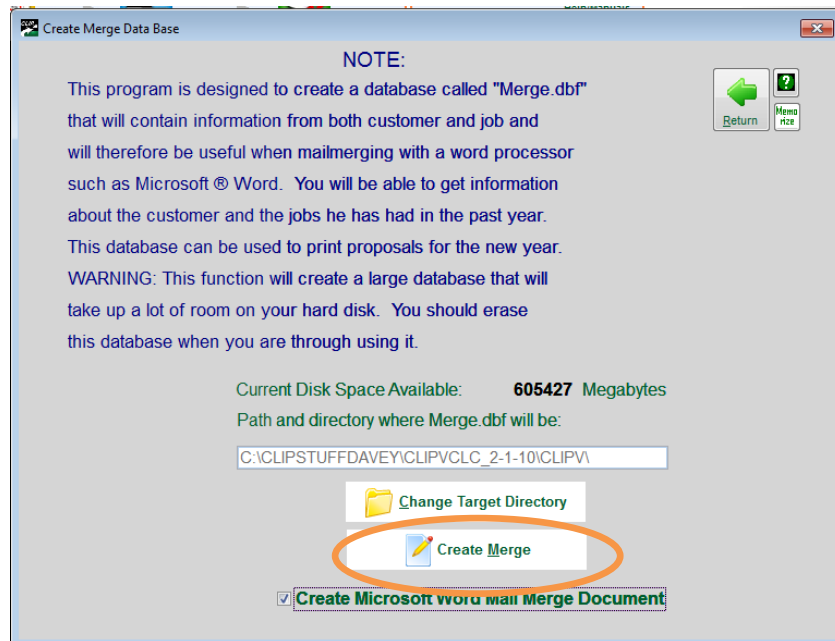 Create Merge Data Base
NOTE:
This program is designed to create a database called "Merge.dbf"
that will contain information from both customer and job and
will therefore be useful when mailmerging with a word processor
such as Microsoft ® Word. You will be able to get information
about the customer and the jobs he has had in the past year.
This database can be used to print proposals for the new year.
WARNING: This function will create a large database that will
take up a lot of room on your hard disk. You should erase
this database when you are through using it.
?
Return
Memo
rize
Current Disk Space Available: 605427 Megabytes
Path and directory where Merge.dbf will be:
C:\CLIPSTUFFDAVEY\CLIPVCLC_2-1-10\CLIPV\
Change Target Directory
Create Merge
Create Microsoft Word Mail Merge Document